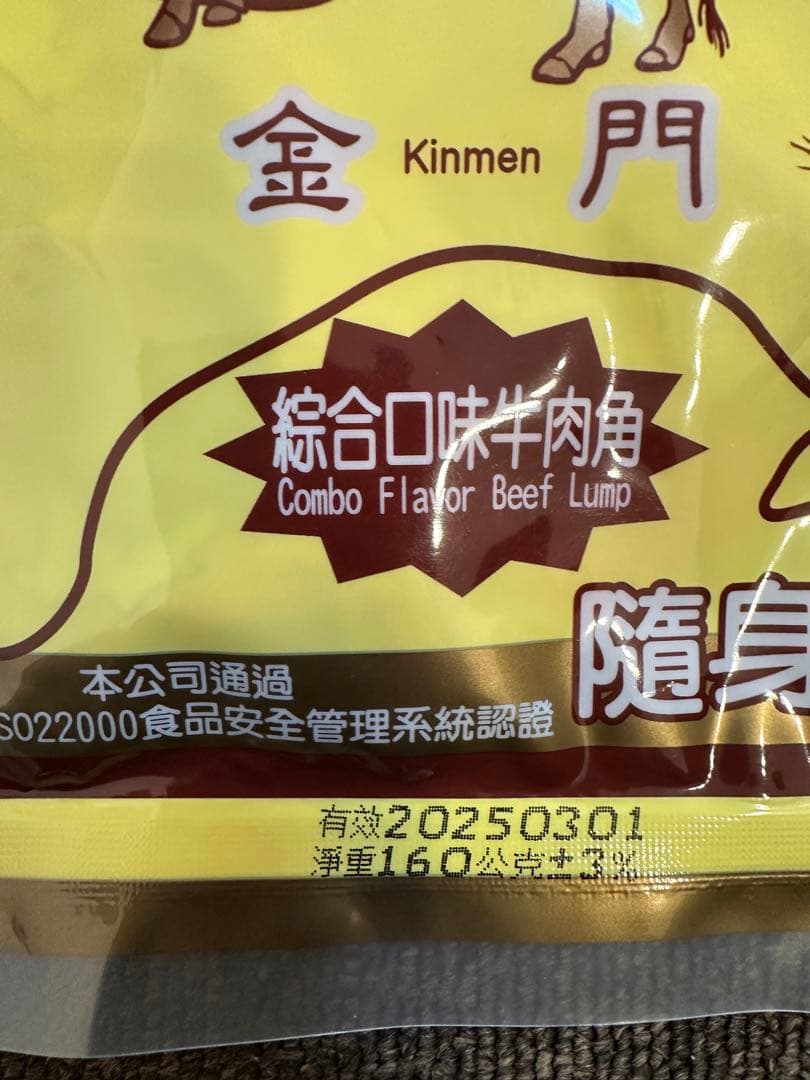 金 Kinmen 門
綜合口味牛肉角
Combo Flavor Beef Lump
隨身
本公司通過
SO22000食品安全管理系統認證
有效20250301
淨重160公克±3%